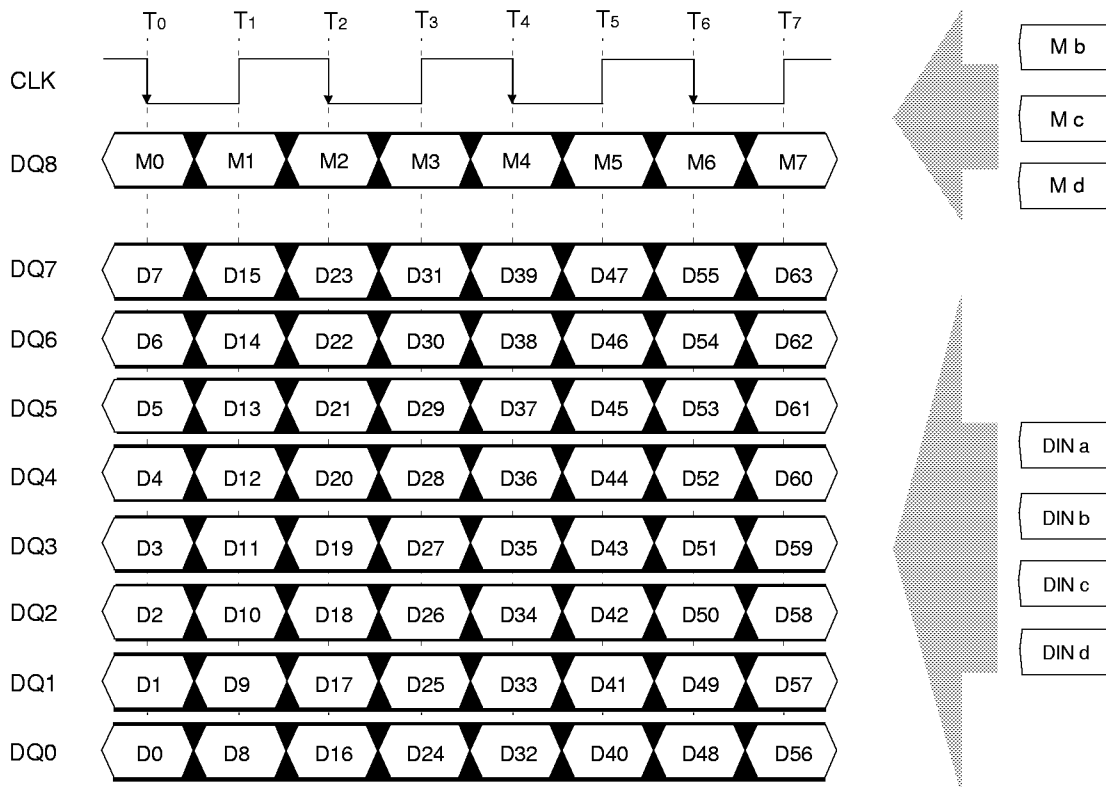 T0 T1 T2 T3 T4 T5 T6 T7
CLK
DQ8 M0 M1 M2 M3 M4 M5 M6 M7
DQ7 D7 D15 D23 D31 D39 D47 D55 D63
DQ6 D6 D14 D22 D30 D38 D46 D54 D62
DQ5 D5 D13 D21 D29 D37 D45 D53 D61
DQ4 D4 D12 D20 D28 D36 D44 D52 D60
DQ3 D3 D11 D19 D27 D35 D43 D51 D59
DQ2 D2 D10 D18 D26 D34 D42 D50 D58
DQ1 D1 D9 D17 D25 D33 D41 D49 D57
DQ0 D0 D8 D16 D24 D32 D40 D48 D56
M b
M c
M d
DIN a
DIN b
DIN c
DIN d